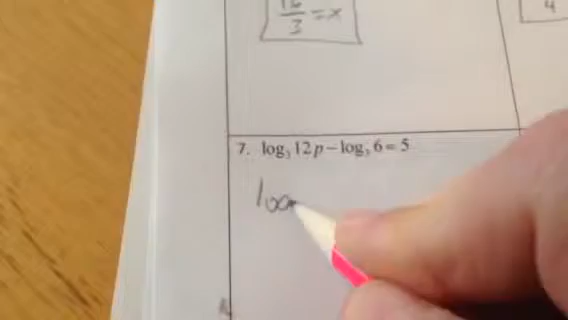 16/3 = x
4
7. log₃ 12p − log₃ 6 = 5
log